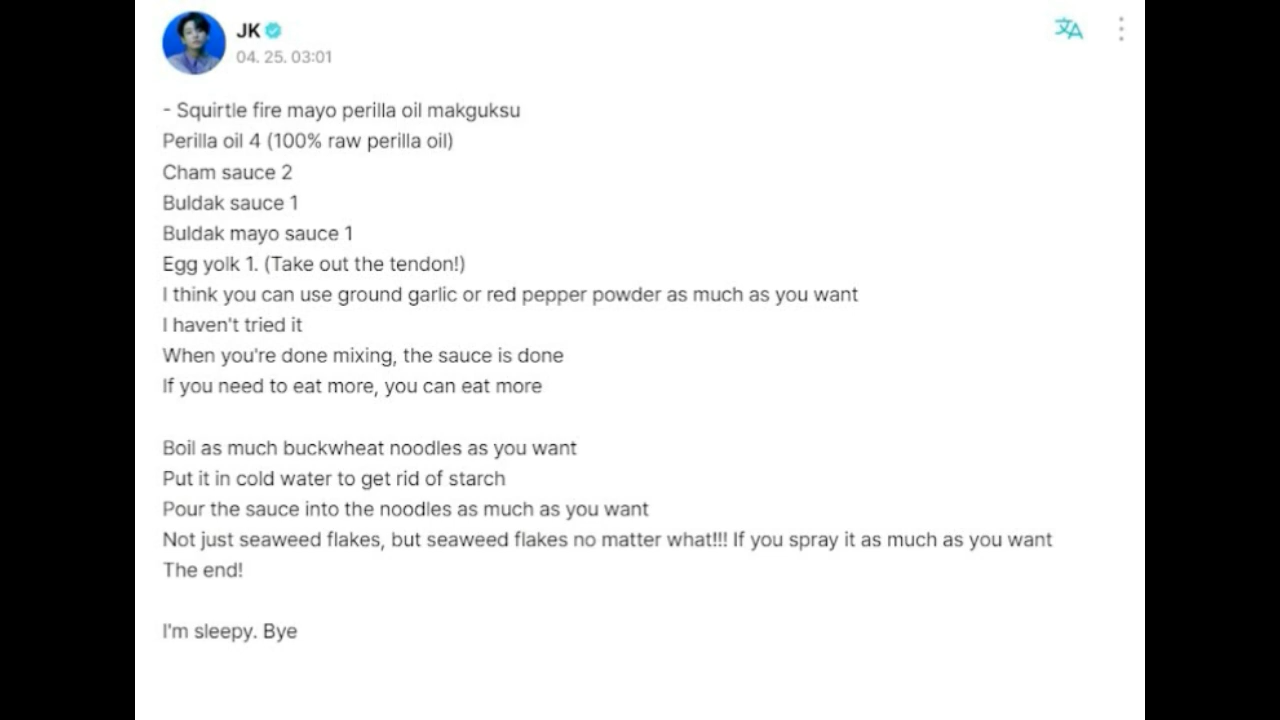 JK
04. 25. 03:01
- Squirtle fire mayo perilla oil makguksu
Perilla oil 4 (100% raw perilla oil)
Cham sauce 2
Buldak sauce 1
Buldak mayo sauce 1
Egg yolk 1. (Take out the tendon!)
I think you can use ground garlic or red pepper powder as much as you want
I haven't tried it
When you're done mixing, the sauce is done
If you need to eat more, you can eat more
Boil as much buckwheat noodles as you want
Put it in cold water to get rid of starch
Pour the sauce into the noodles as much as you want
Not just seaweed flakes, but seaweed flakes no matter what!!! If you spray it as much as you want
The end!
I'm sleepy. Bye